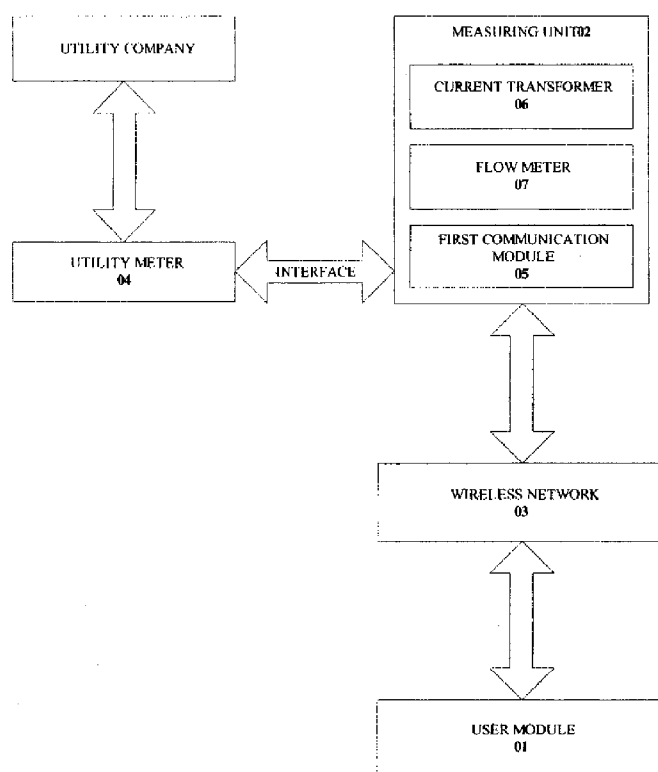 UTILITY COMPANY
MEASURING UNIT02
CURRENT TRANSFORMER
06
FLOW METER
07
FIRST COMMUNICATION
MODULE
05
UTILITY METER
04
INTERFACE
WIRELESS NETWORK
03
USER MODULE
01